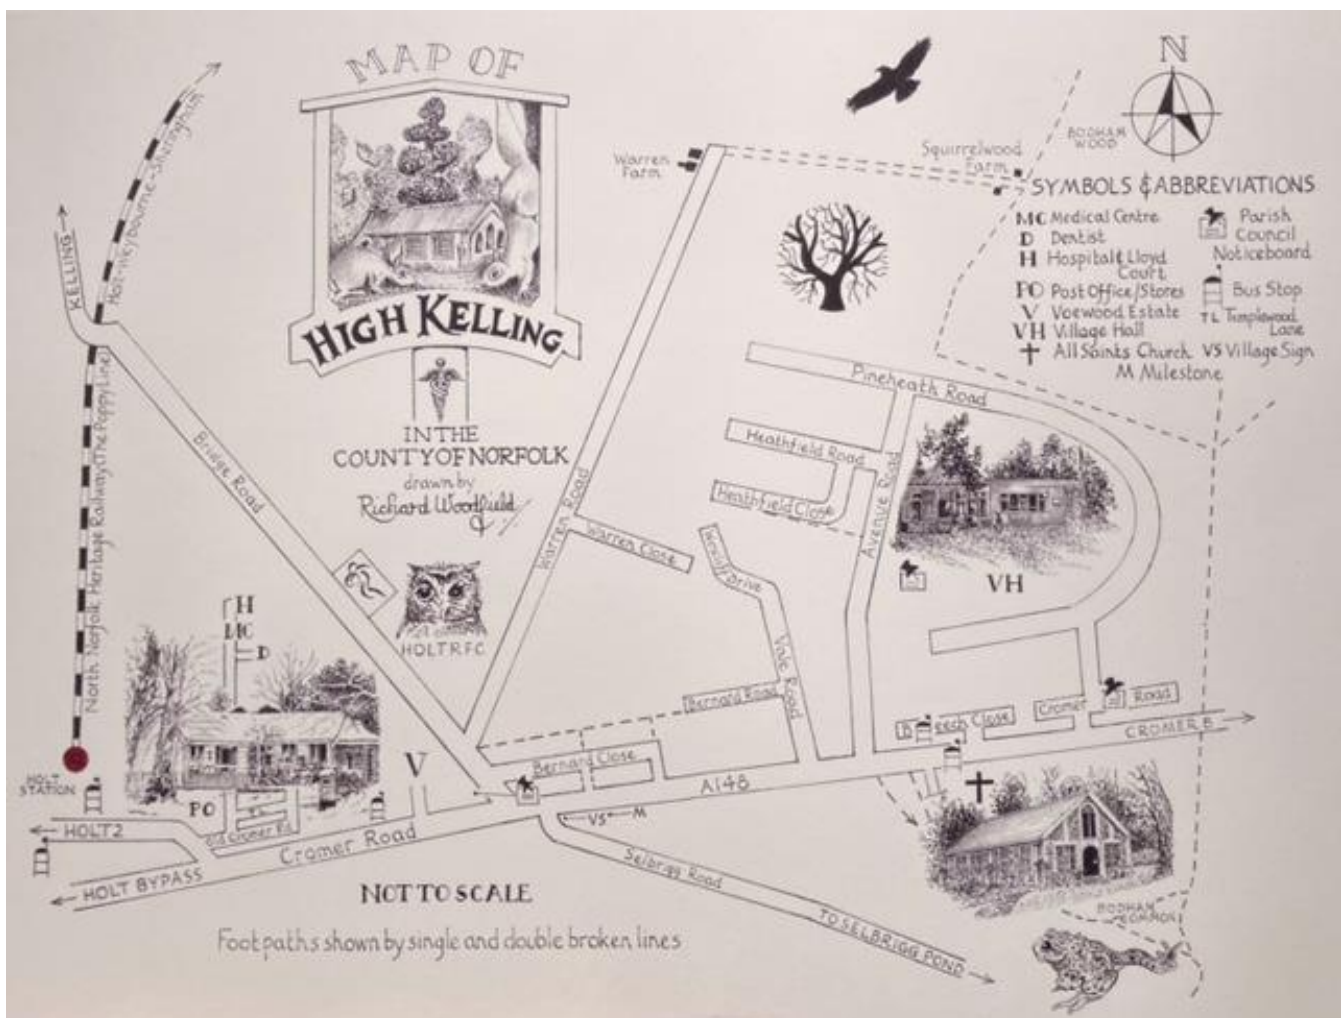 MAP OF
HIGH KELLING
IN THE
COUNTY OF NORFOLK
drawn by
Richard Woodfield
N
BODHAM
WOOD
Squirrelwood
Farm
Warren
Farm
SYMBOLS & ABBREVIATIONS
MC Medical Centre
D Dentist
H Hospital & Lloyd
Court
PO Post Office/Stores
V Voewood Estate
VH Village Hall
All Saints Church
M Milestone
Parish
Council
Noticeboard
Bus Stop
TL Templewood
Lane
VS Village Sign
KELLING
Holt-Weybourne-Sheringham
North Norfolk Heritage Railway (The Poppy Line)
Bridge Road
Warren Road
Warren Close
Pineheath Road
Heathfield Road
Heathfield Close
Avenue Road
Drive
Vale Road
VH
HOLT R.F.C
H
MC
D
Bernard Road
Bernard Close
Beech Close
Cromer Road
CROMER 8
HOLT
STATION
PO
V
A148
VS
M
HOLT 2
Old Cromer Rd
Cromer Road
HOLT BYPASS
Selbrigg Road
TO SELBRIGG POND
BODHAM
COMMON
NOT TO SCALE
Footpaths shown by single and double broken lines